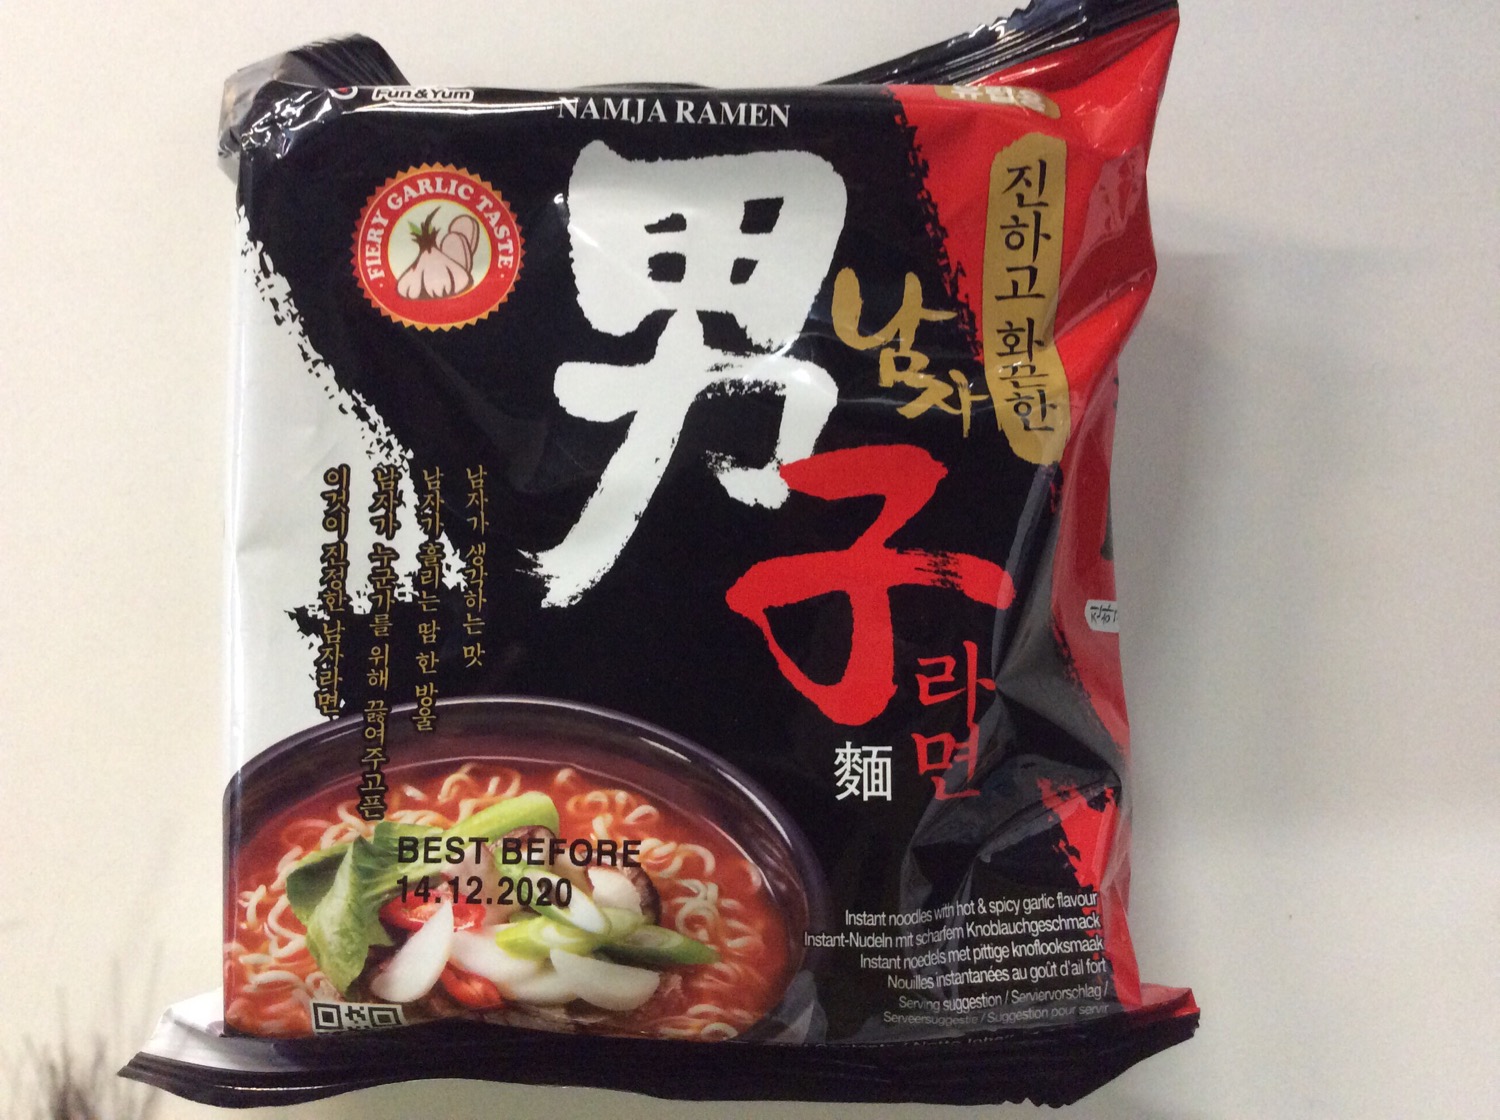 Fun&Yum
NAMJA RAMEN
FIERY GARLIC TASTE
男子
남자
라면
麵
진하고 화끈한
남자가 생각하는 맛
남자가 흘리는 땀 한 방울
남자가 누군가를 위해 끓여주고픈
이것이 진정한 남자라면
BEST BEFORE
14.12.2020
Instant noodles with hot & spicy garlic flavour
Instant-Nudeln mit scharfem Knoblauchgeschmack
Instant noedels met pittige knoflooksmaak
Nouilles instantanées au goût d'ail fort
Serving suggestion / Serviervorschlag /
Serveersuggestie / Suggestion pour servir